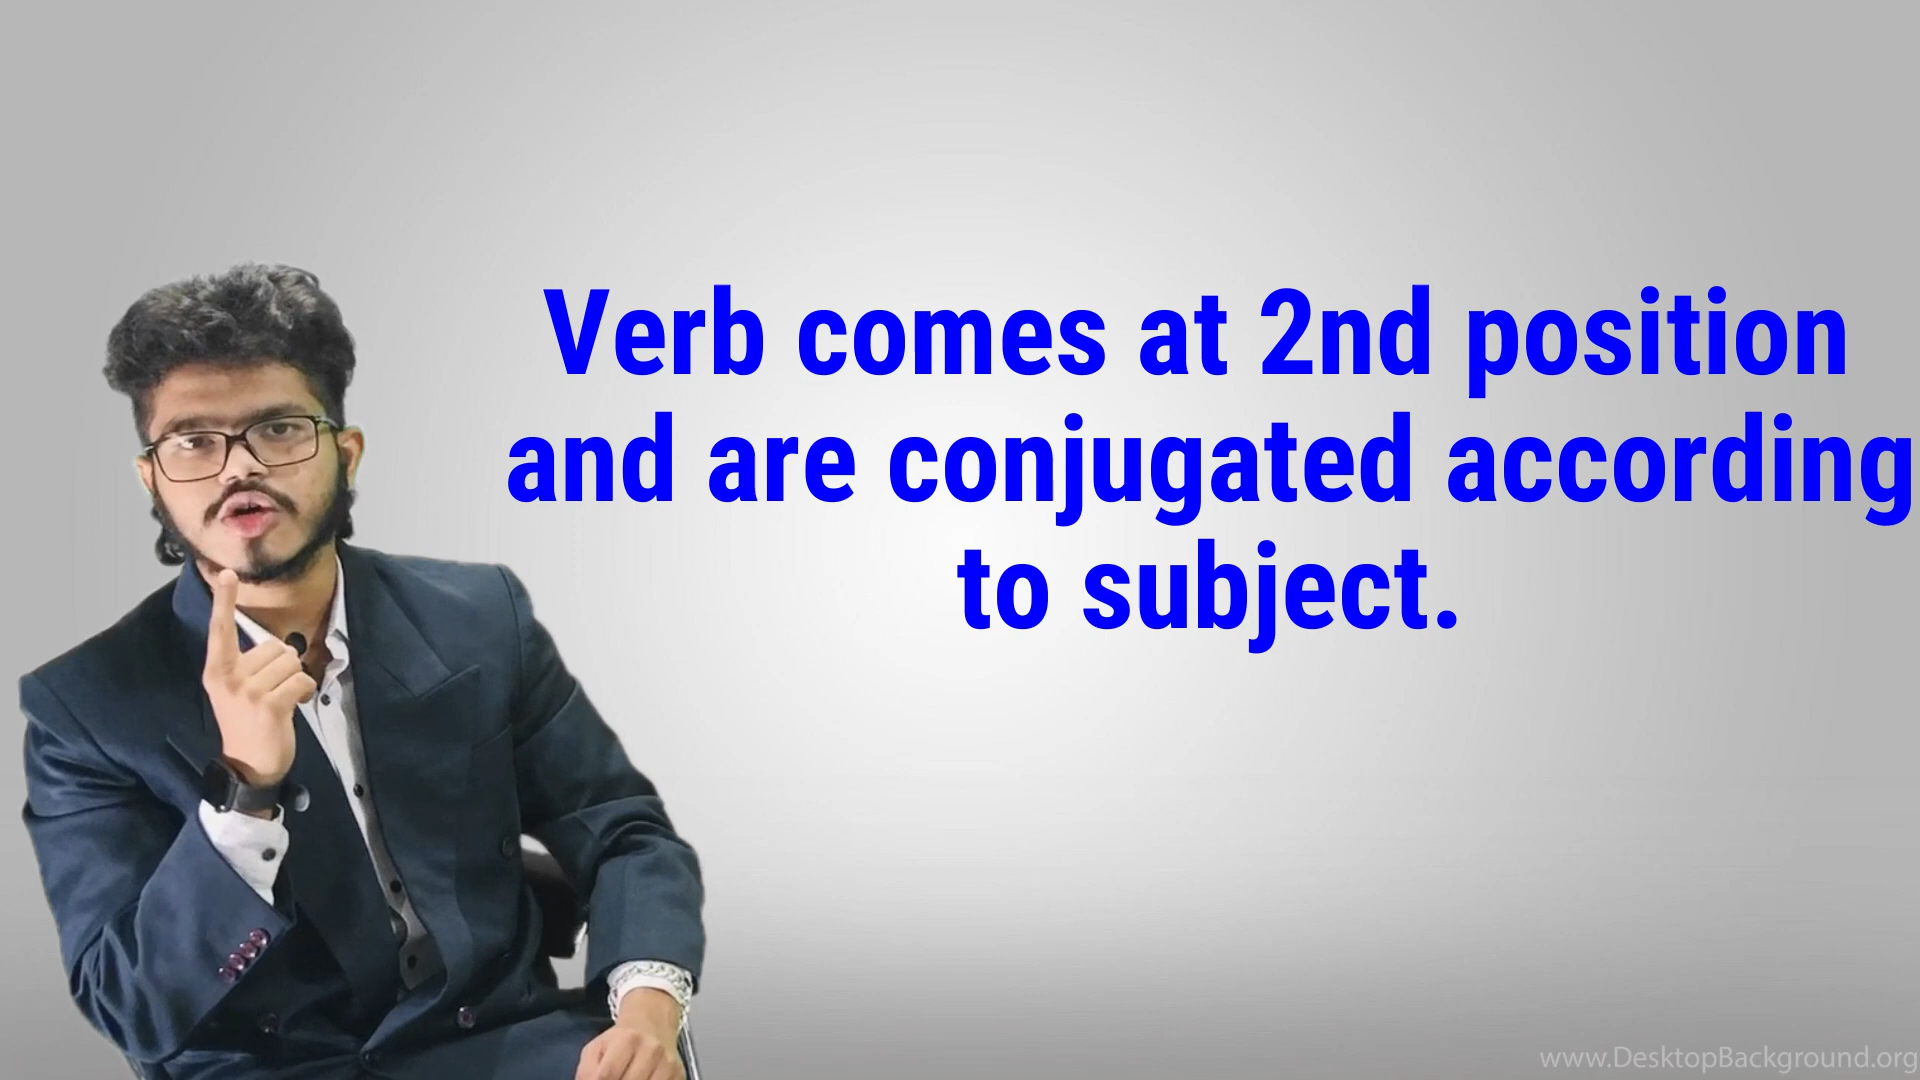 Verb comes at 2nd position
and are conjugated according
to subject.
www.DesktopBackground.org